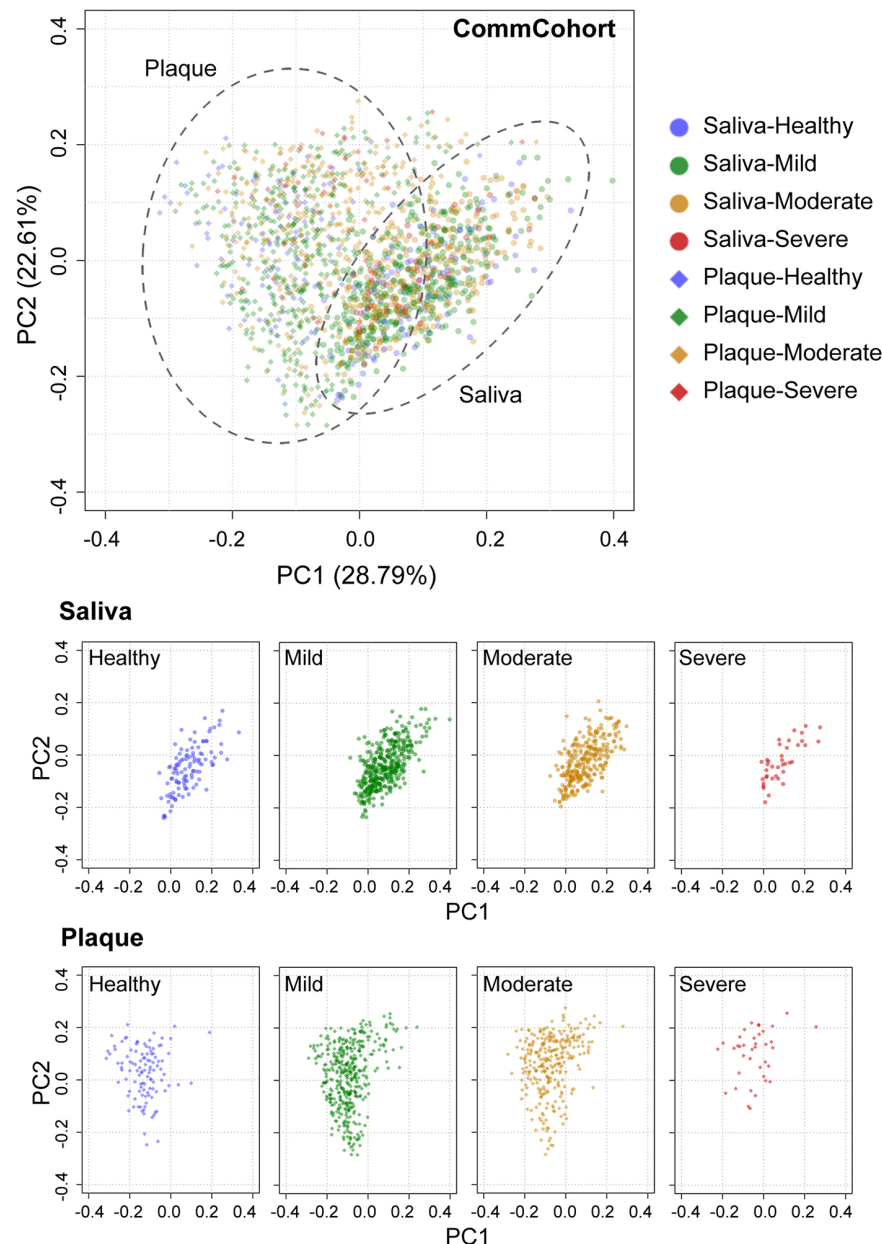 CommCohort
Plaque
Saliva
0.4
0.2
0.0
-0.2
-0.4
PC2 (22.61%)
-0.4 -0.2 0.0 0.2 0.4
PC1 (28.79%)
Saliva-Healthy
Saliva-Mild
Saliva-Moderate
Saliva-Severe
Plaque-Healthy
Plaque-Mild
Plaque-Moderate
Plaque-Severe
Saliva
Healthy Mild Moderate Severe
0.4
0.2
0.0
-0.2
-0.4
PC2
-0.4 -0.2 0.0 0.2 0.4 -0.4 -0.2 0.0 0.2 0.4 -0.4 -0.2 0.0 0.2 0.4 -0.4 -0.2 0.0 0.2 0.4
PC1
Plaque
Healthy Mild Moderate Severe
0.4
0.2
0.0
-0.2
-0.4
PC2
-0.4 -0.2 0.0 0.2 0.4 -0.4 -0.2 0.0 0.2 0.4 -0.4 -0.2 0.0 0.2 0.4 -0.4 -0.2 0.0 0.2 0.4
PC1